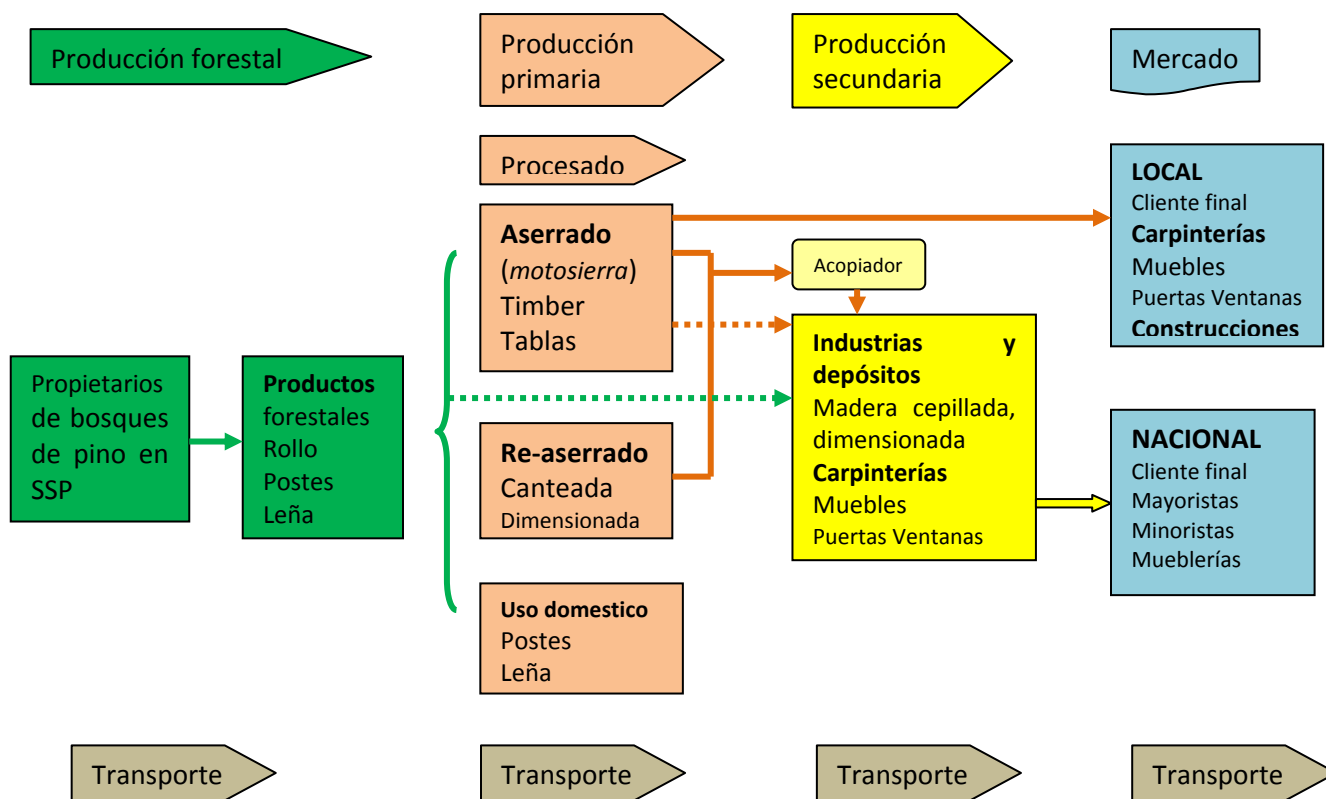 Producción forestal
Producción
primaria
Producción
secundaria
Mercado
Procesado
Aserrado
(motosierra)
Timber
Tablas
Acopiador
LOCAL
Cliente final
Carpinterías
Muebles
Puertas Ventanas
Construcciones
Propietarios
de bosques
de pino en
SSP
Productos
forestales
Rollo
Postes
Leña
Re-aserrado
Canteada
Dimensionada
Industrias y
depósitos
Madera cepillada,
dimensionada
Carpinterías
Muebles
Puertas Ventanas
NACIONAL
Cliente final
Mayoristas
Minoristas
Mueblerías
Uso domestico
Postes
Leña
Transporte
Transporte
Transporte
Transporte